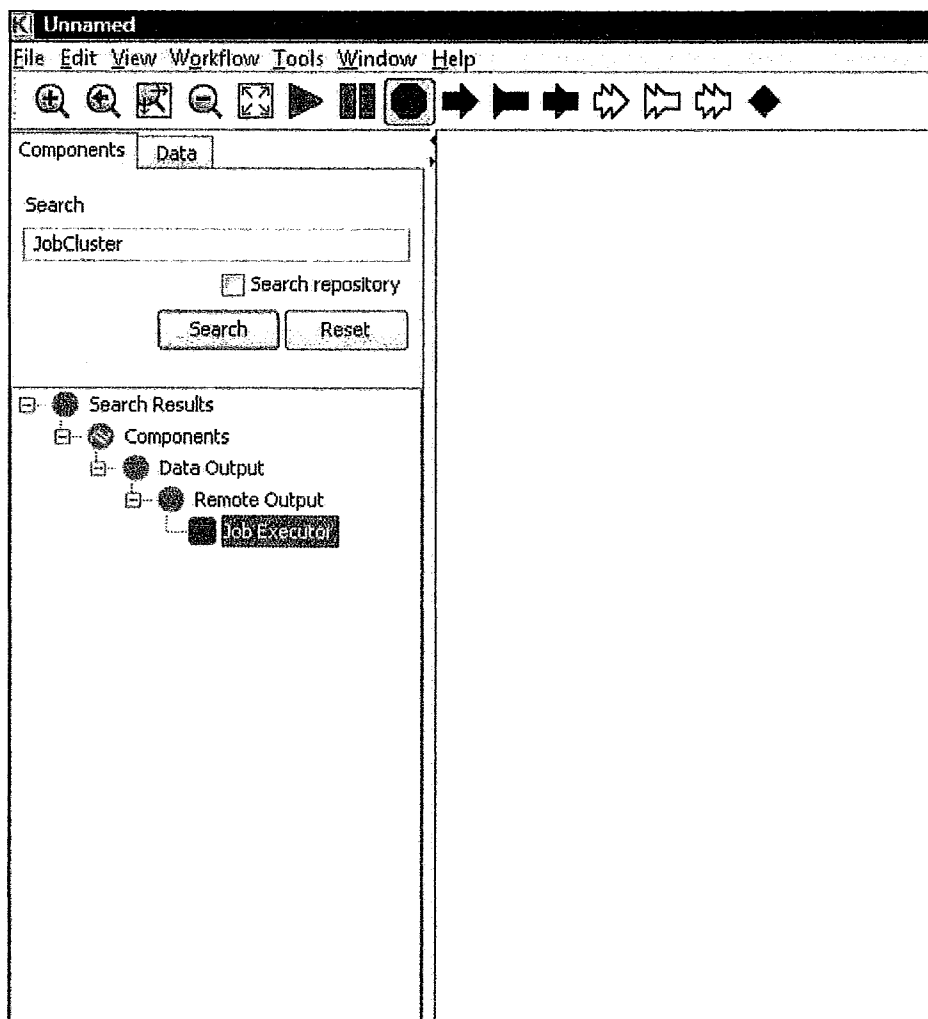 K Unnamed
File Edit View Workflow Tools Window Help
Components Data
Search
JobCluster
Search repository
Search Reset
Search Results
Components
Data Output
Remote Output
Job Executor